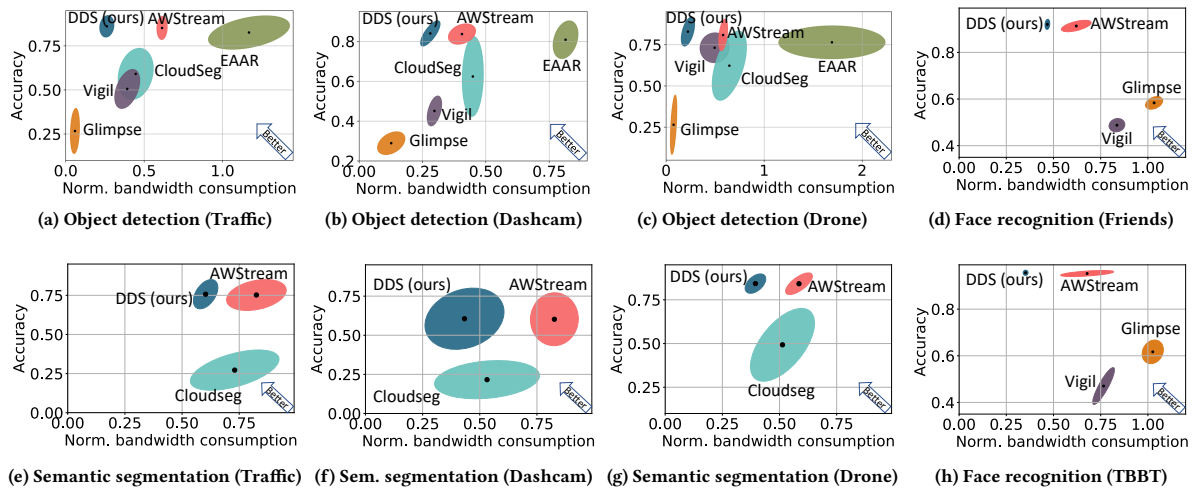 DDS (ours)
AWStream
EAAR
CloudSeg
Vigil
Glimpse
Better
Accuracy
0.75
0.50
0.25
0.0
0.5
1.0
Norm. bandwidth consumption
(a) Object detection (Traffic)
DDS (ours)
AWStream
CloudSeg
EAAR
Vigil
Glimpse
Better
Accuracy
0.8
0.6
0.4
0.2
0.00
0.25
0.50
0.75
Norm. bandwidth consumption
(b) Object detection (Dashcam)
DDS (ours)
AWStream
Vigil
CloudSeg
EAAR
Glimpse
Better
Accuracy
0.75
0.50
0.25
0
1
2
Norm. bandwidth consumption
(c) Object detection (Drone)
DDS (ours)
AWStream
Glimpse
Vigil
Better
Accuracy
0.8
0.6
0.4
0.00
0.25
0.50
0.75
1.00
Norm. bandwidth consumption
(d) Face recognition (Friends)
AWStream
DDS (ours)
Cloudseg
Better
Accuracy
0.75
0.50
0.25
0.00
0.00
0.25
0.50
0.75
Norm. bandwidth consumption
(e) Semantic segmentation (Traffic)
DDS (ours)
AWStream
Cloudseg
Better
Accuracy
0.75
0.50
0.25
0.00
0.00
0.25
0.50
0.75
Norm. bandwidth consumption
(f) Sem. segmentation (Dashcam)
DDS (ours)
AWStream
Cloudseg
Better
Accuracy
0.75
0.50
0.25
0.00
0.25
0.50
0.75
Norm. bandwidth consumption
(g) Semantic segmentation (Drone)
DDS (ours)
AWStream
Glimpse
Vigil
Better
Accuracy
0.8
0.6
0.4
0.00
0.25
0.50
0.75
1.00
Norm. bandwidth consumption
(h) Face recognition (TBBT)